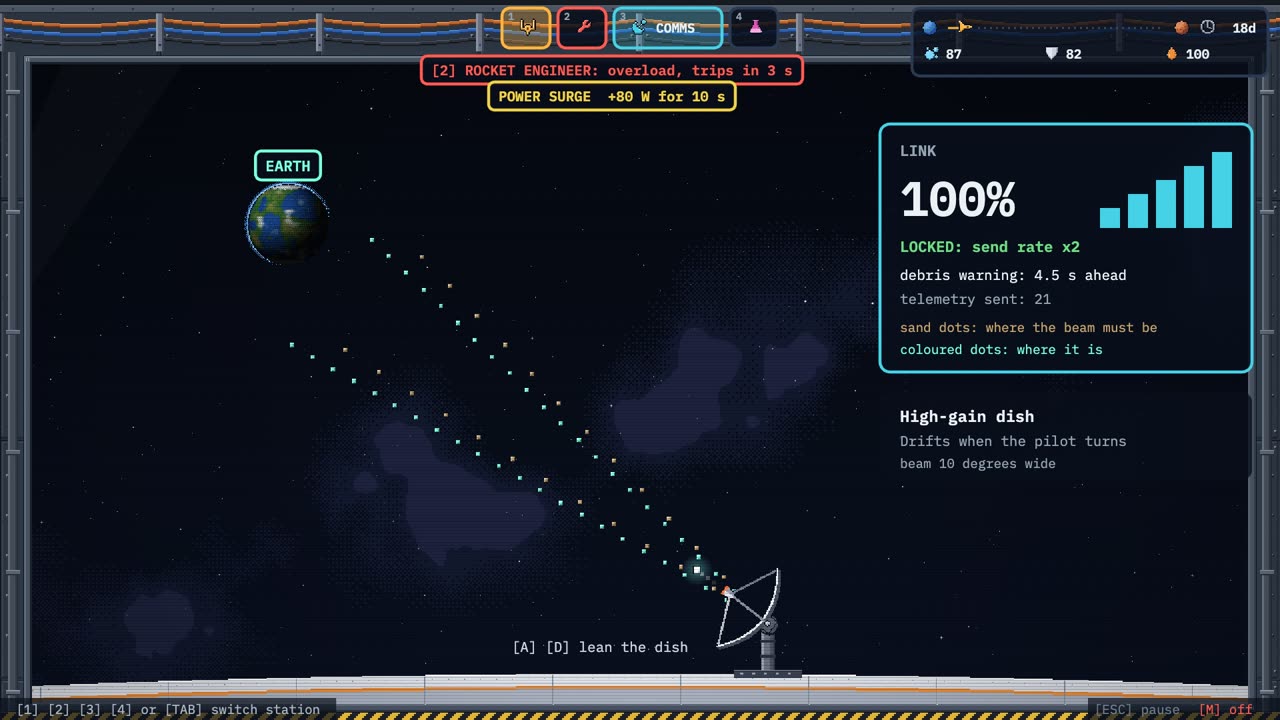 1
2
3 COMMS
4
18d
87 82 100
[2] ROCKET ENGINEER: overload, trips in 3 s
POWER SURGE +80 W for 10 s
EARTH
LINK
100%
LOCKED: send rate x2
debris warning: 4.5 s ahead
telemetry sent: 21
sand dots: where the beam must be
coloured dots: where it is
High-gain dish
Drifts when the pilot turns
beam 10 degrees wide
[A] [D] lean the dish
[1] [2] [3] [4] or [TAB] switch station
[ESC] pause [M] off